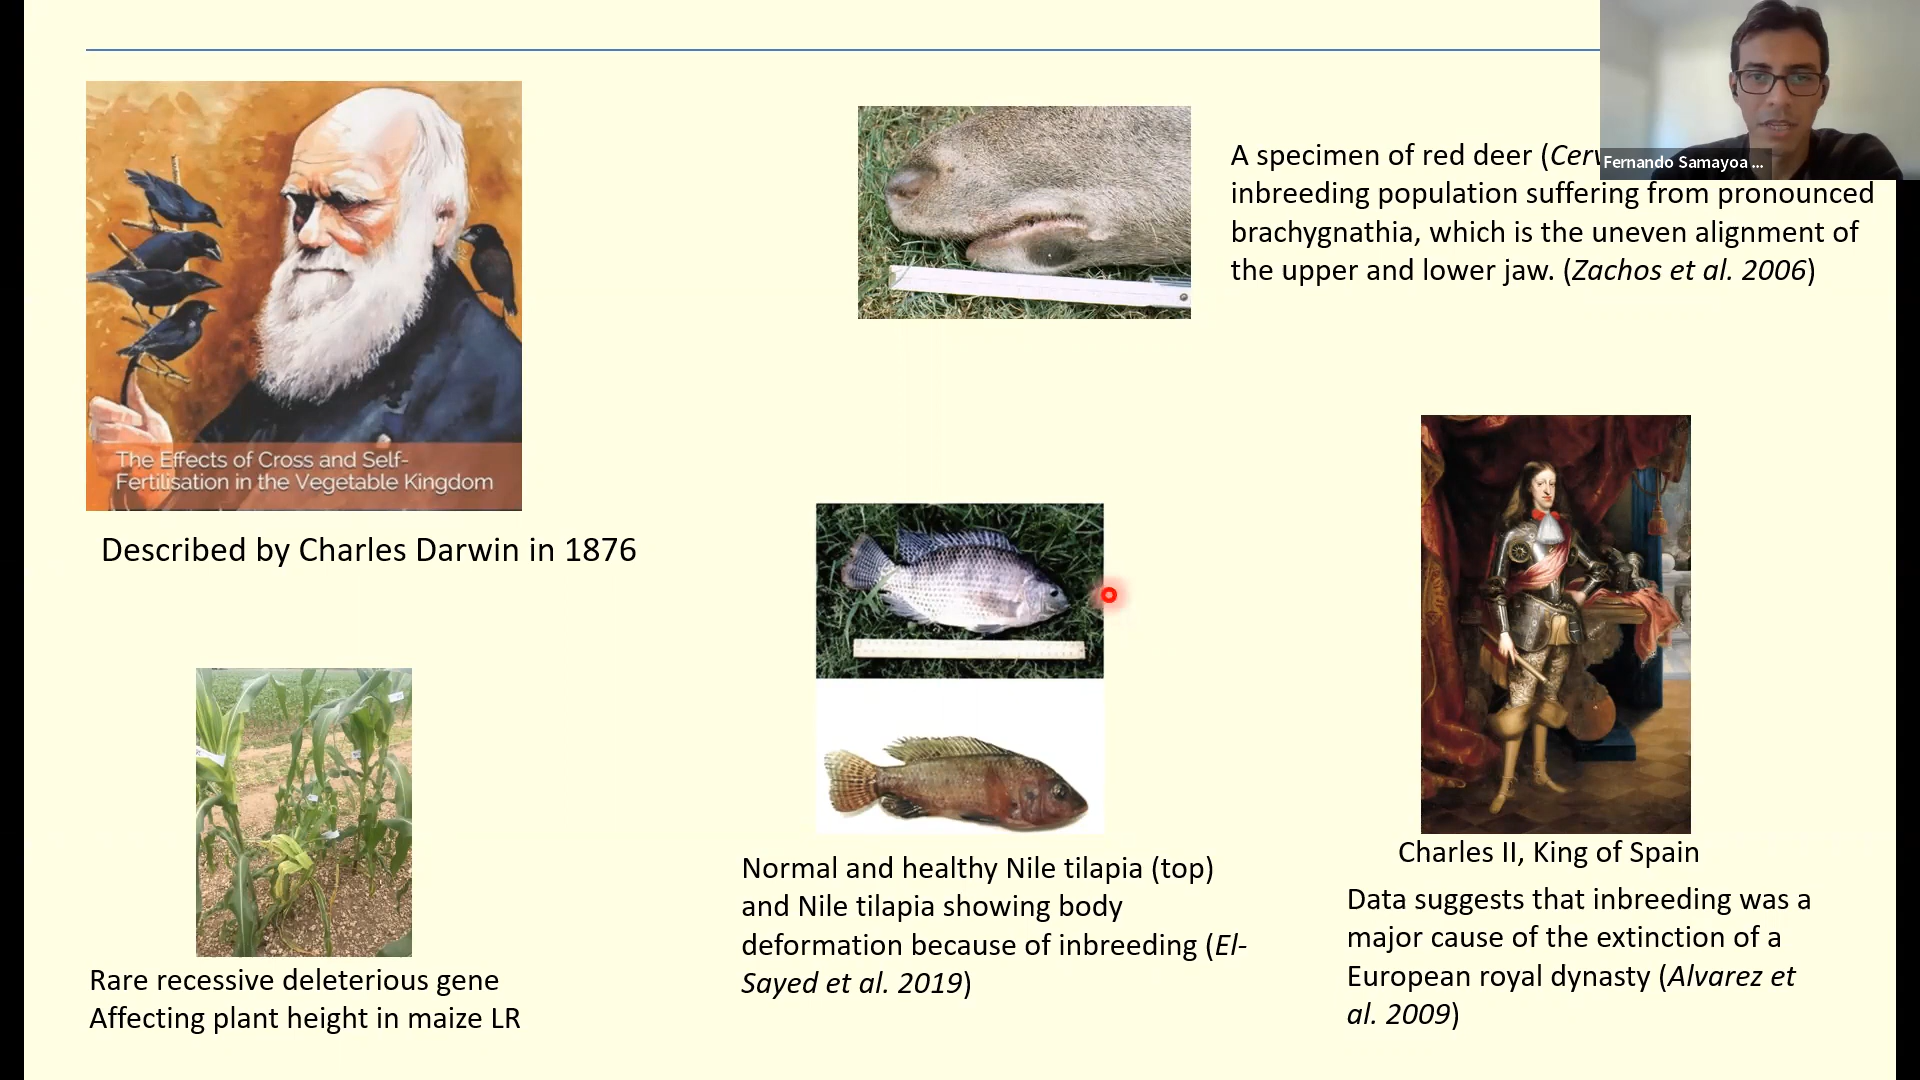 The Effects of Cross and Self-
Fertilisation in the Vegetable Kingdom
Described by Charles Darwin in 1876
Rare recessive deleterious gene
Affecting plant height in maize LR
A specimen of red deer (
inbreeding population suffering from pronounced
brachygnathia, which is the uneven alignment of
the upper and lower jaw. (Zachos et al. 2006)
Normal and healthy Nile tilapia (top)
and Nile tilapia showing body
deformation because of inbreeding (El-
Sayed et al. 2019)
Charles II, King of Spain
Data suggests that inbreeding was a
major cause of the extinction of a
European royal dynasty (Alvarez et
al. 2009)
Fernando Samayoa ...